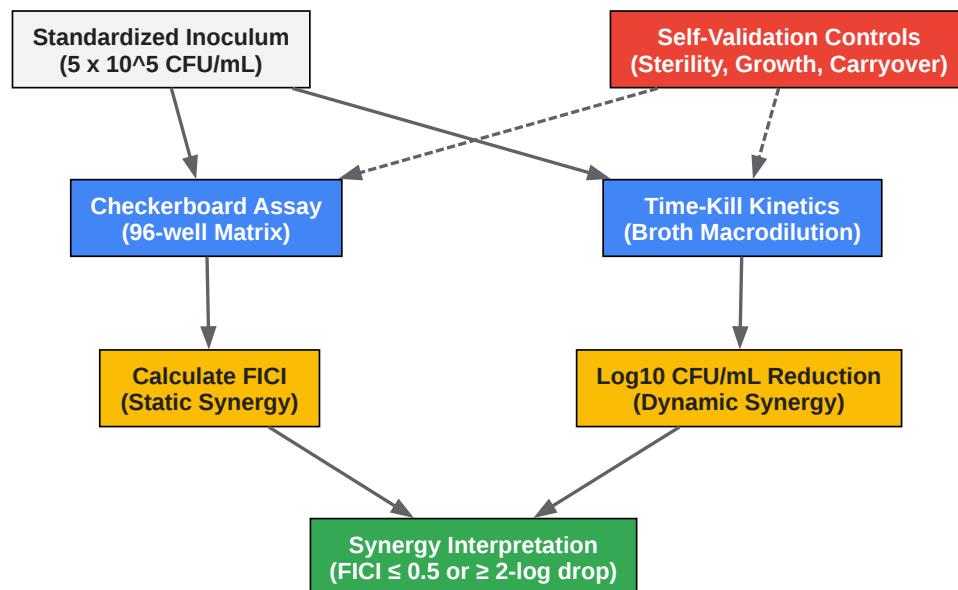 Standardized Inoculum
(5 x 10^5 CFU/mL)
Self-Validation Controls
(Sterility, Growth, Carryover)
Checkerboard Assay
(96-well Matrix)
Time-Kill Kinetics
(Broth Macrodilution)
Calculate FICI
(Static Synergy)
Log10 CFU/mL Reduction
(Dynamic Synergy)
Synergy Interpretation
(FICI ≤ 0.5 or ≥ 2-log drop)